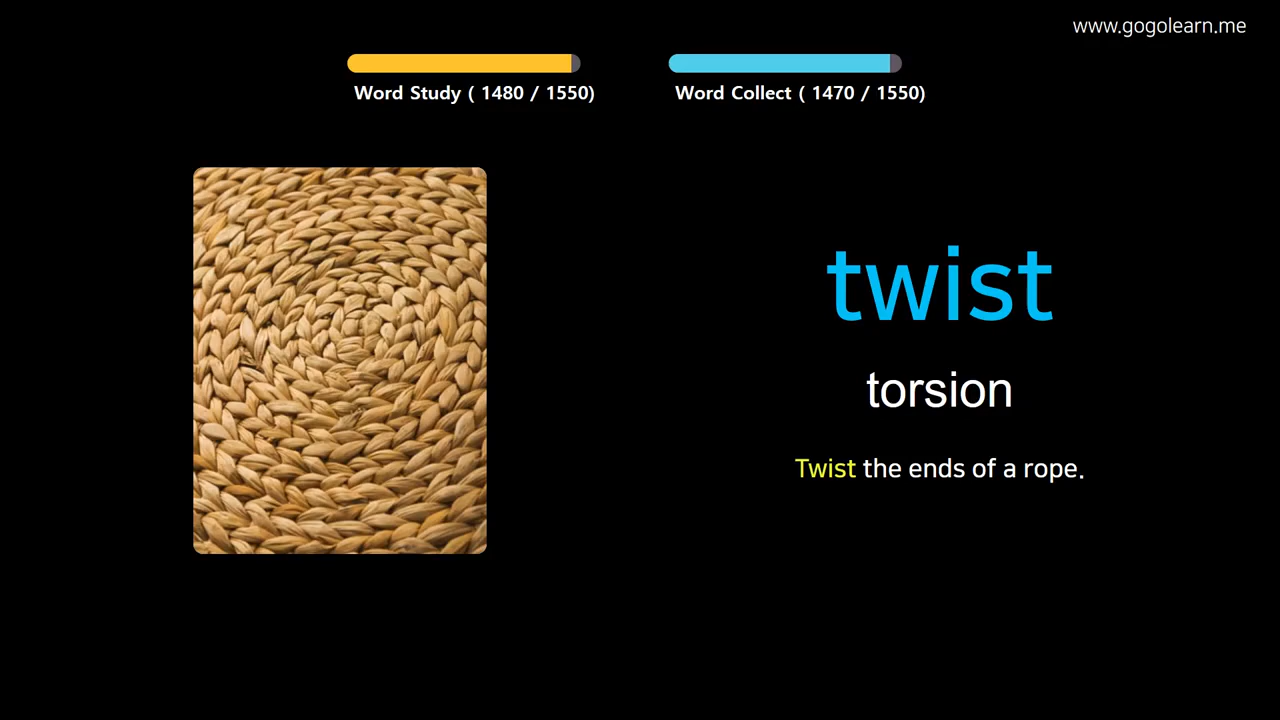 www.gogolearn.me
Word Study ( 1480 / 1550)
Word Collect ( 1470 / 1550)
twist
torsion
Twist the ends of a rope.